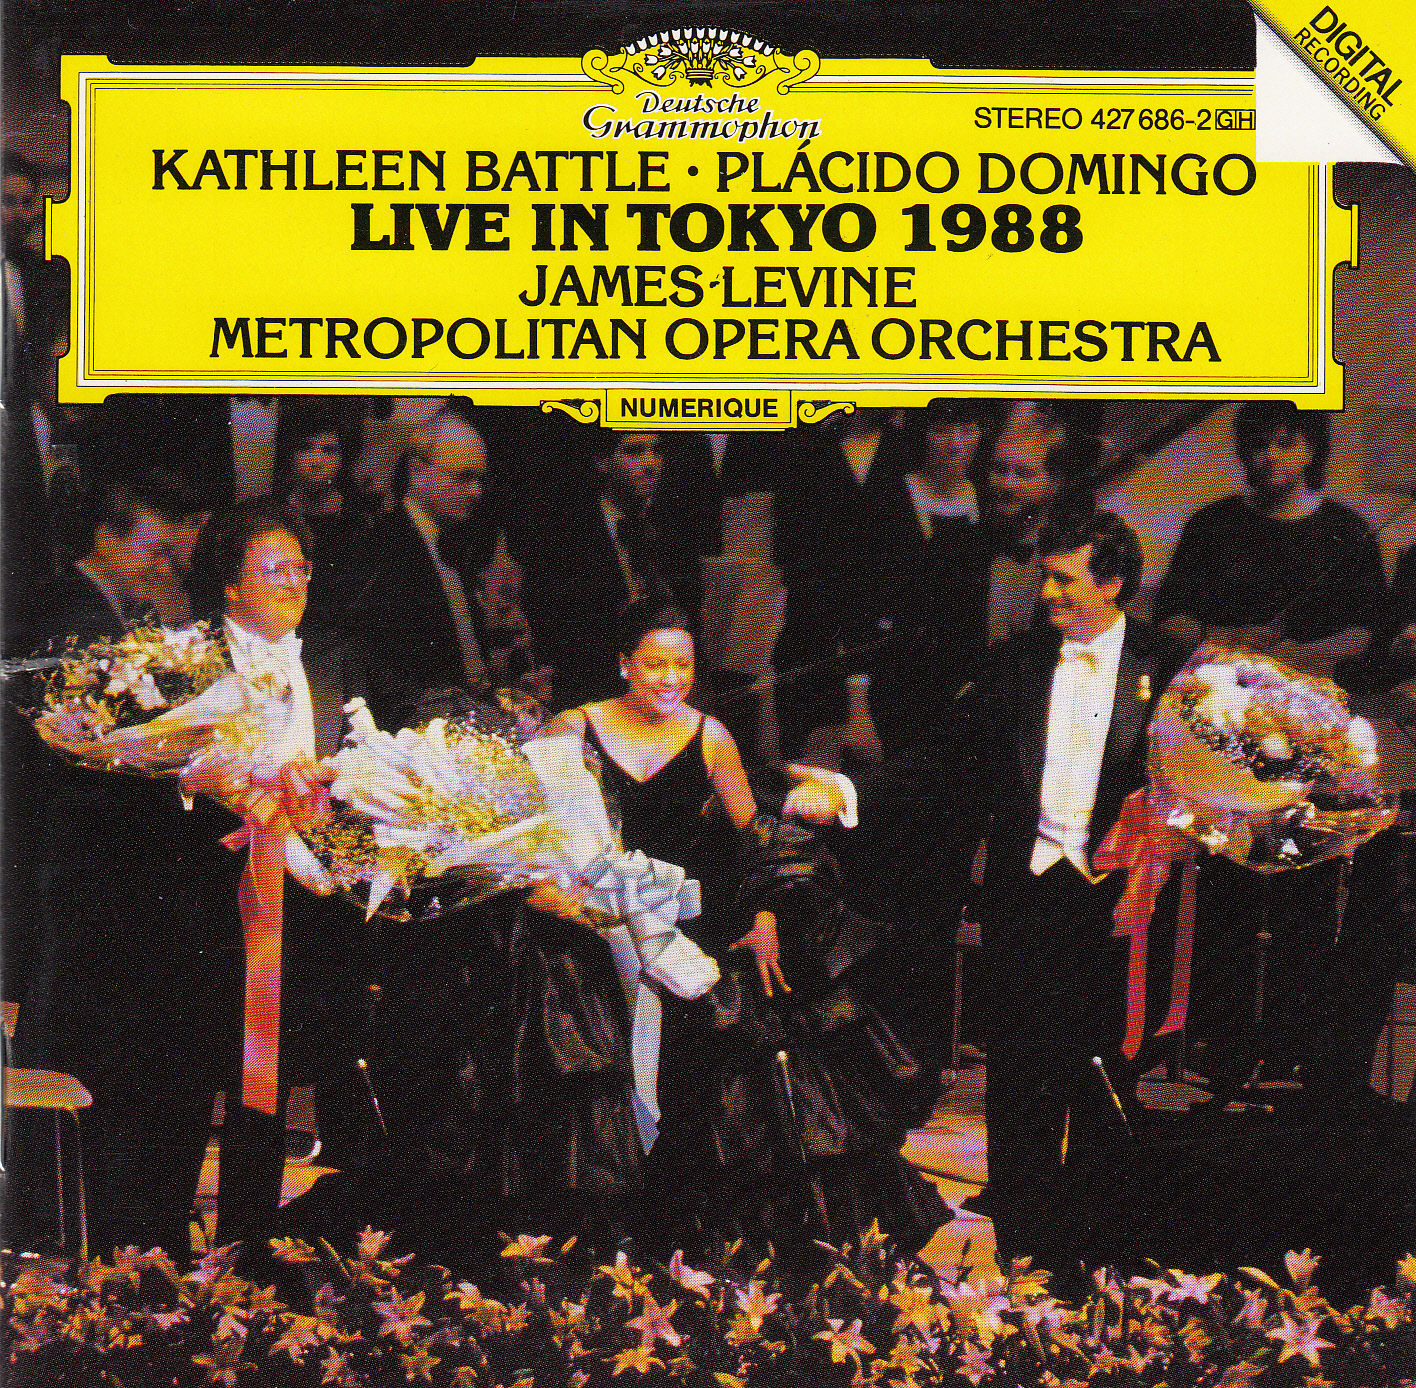 DIGITAL
RECORDING
Deutsche
Grammophon
STEREO 427 686-2 GH
KATHLEEN BATTLE · PLÁCIDO DOMINGO
LIVE IN TOKYO 1988
JAMES LEVINE
METROPOLITAN OPERA ORCHESTRA
NUMERIQUE